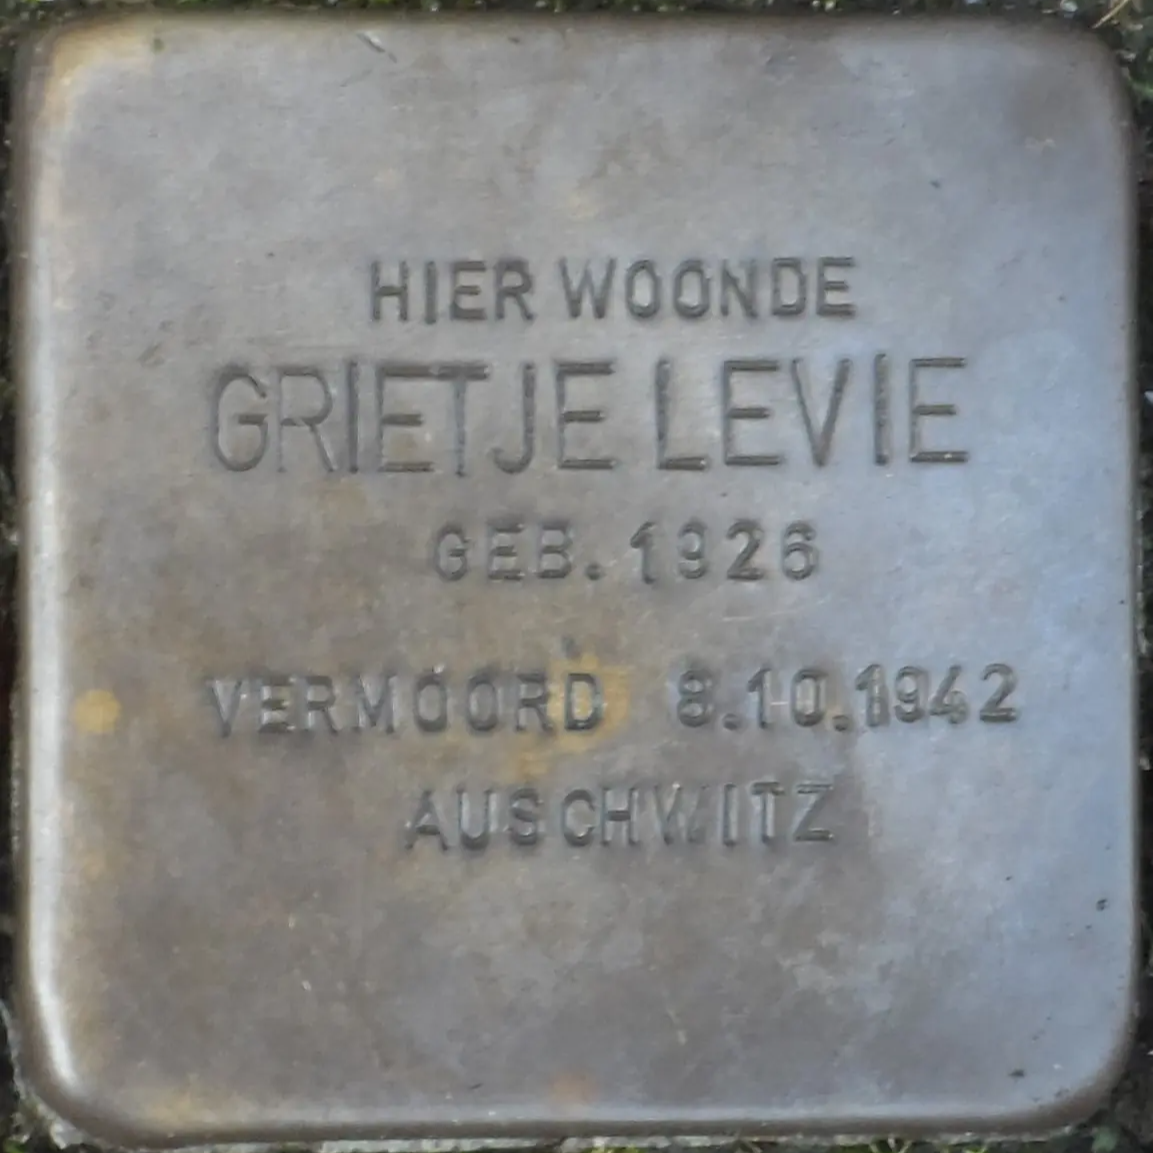 HIER WOONDE
GRIETJE LEVIE
GEB. 1926
VERMOORD 8.10.1942
AUSCHWITZ